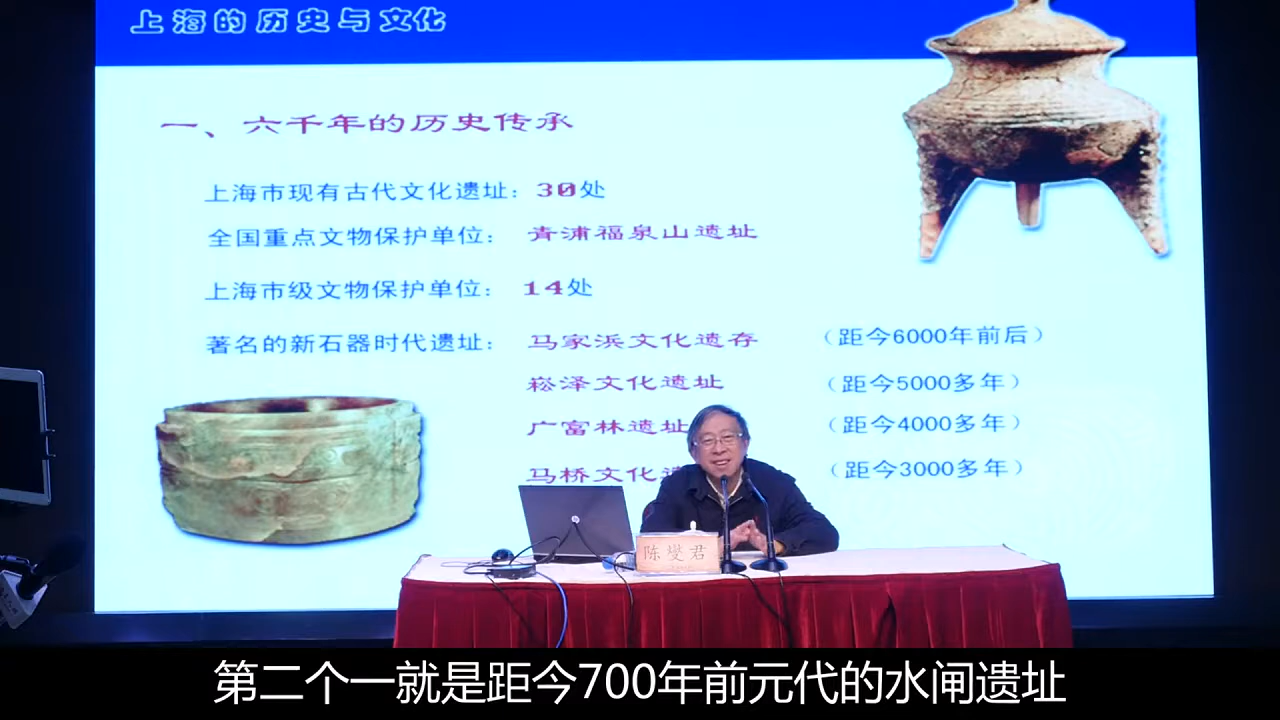 上海的历史与文化
一、六千年的历史传承
上海市现有古代文化遗址：30处
全国重点文物保护单位：青浦福泉山遗址
上海市级文物保护单位：14处
著名的新石器时代遗址：马家浜文化遗存（距今6000年前后）
崧泽文化遗址（距今5000多年）
广富林遗址（距今4000多年）
马桥文化遗（距今3000多年）
陈燮君
第二个一就是距今700年前元代的水闸遗址